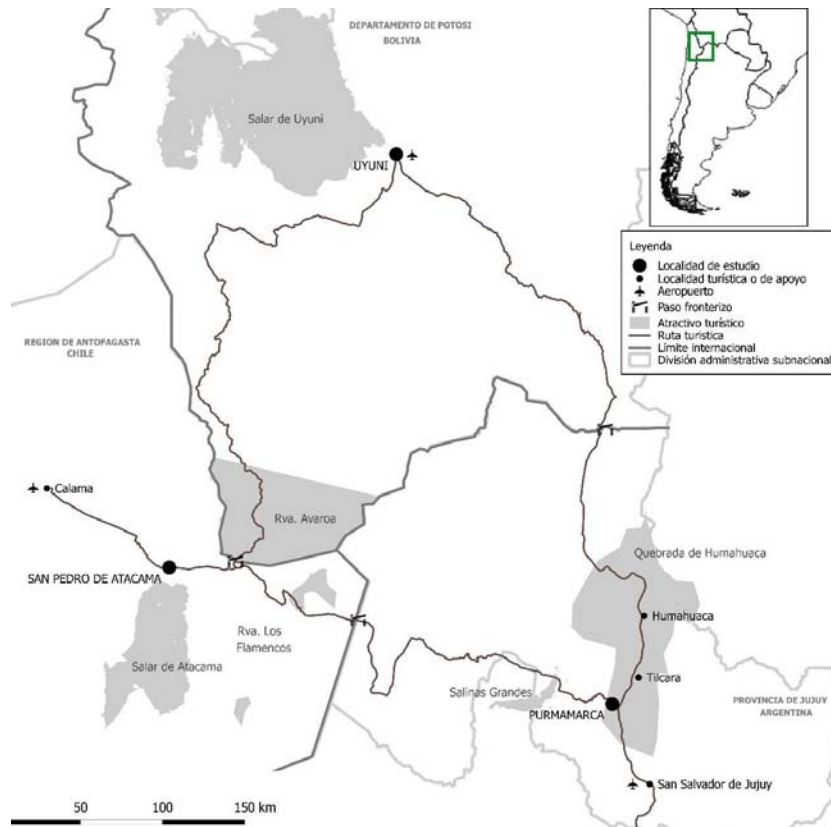 DEPARTAMENTO DE POTOSI
BOLIVIA
Salar de Uyuni
UYUNI
Leyenda
Localidad de estudio
Localidad turística o de apoyo
Aeropuerto
Paso fronterizo
Atractivo turístico
Ruta turistica
Límite internacional
División administrativa subnacional
REGION DE ANTOFAGASTA
CHILE
Calama
Rva. Avaroa
SAN PEDRO DE ATACAMA
Quebrada de Humahuaca
Humahuaca
Rva. Los
Flamencos
Salar de Atacama
Tilcara
Salinas Grandes
PURMAMARCA
PROVINCIA DE JUJUY
ARGENTINA
San Salvador de Jujuy
50 100 150 km